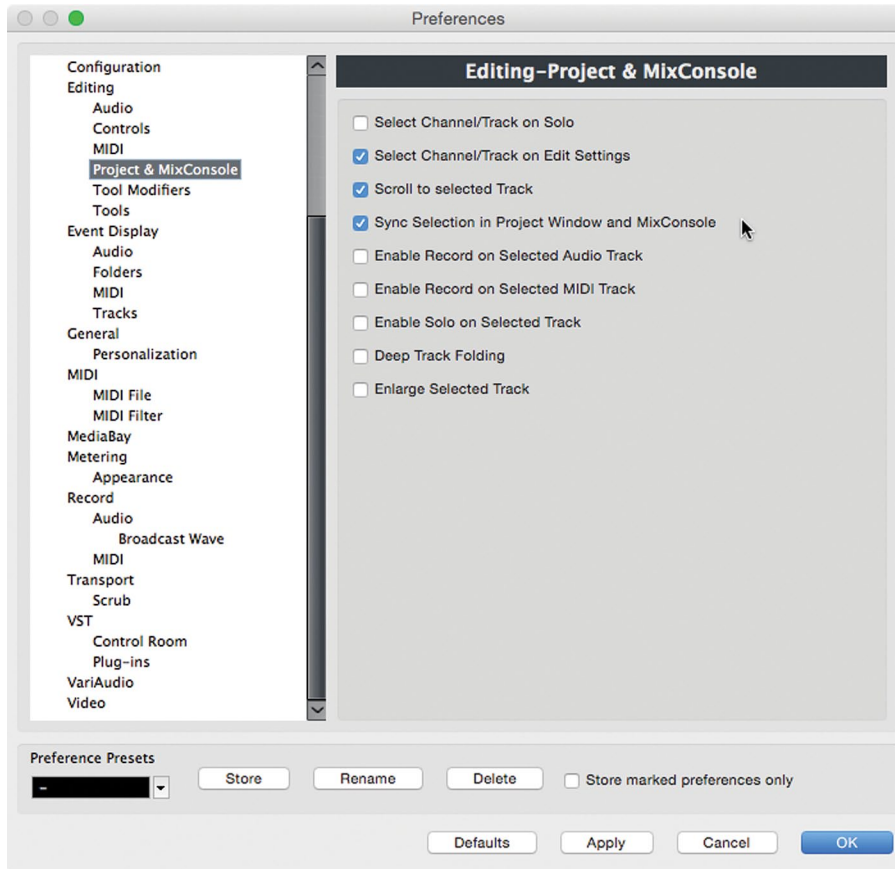 Preferences
Configuration
Editing
Audio
Controls
MIDI
Project & MixConsole
Tool Modifiers
Tools
Event Display
Audio
Folders
MIDI
Tracks
General
Personalization
MIDI
MIDI File
MIDI Filter
MediaBay
Metering
Appearance
Record
Audio
Broadcast Wave
MIDI
Transport
Scrub
VST
Control Room
Plug-ins
VariAudio
Video
Editing-Project & MixConsole
Select Channel/Track on Solo
Select Channel/Track on Edit Settings
Scroll to selected Track
Sync Selection in Project Window and MixConsole
Enable Record on Selected Audio Track
Enable Record on Selected MIDI Track
Enable Solo on Selected Track
Deep Track Folding
Enlarge Selected Track
Preference Presets
-
Store
Rename
Delete
Store marked preferences only
Defaults
Apply
Cancel
OK